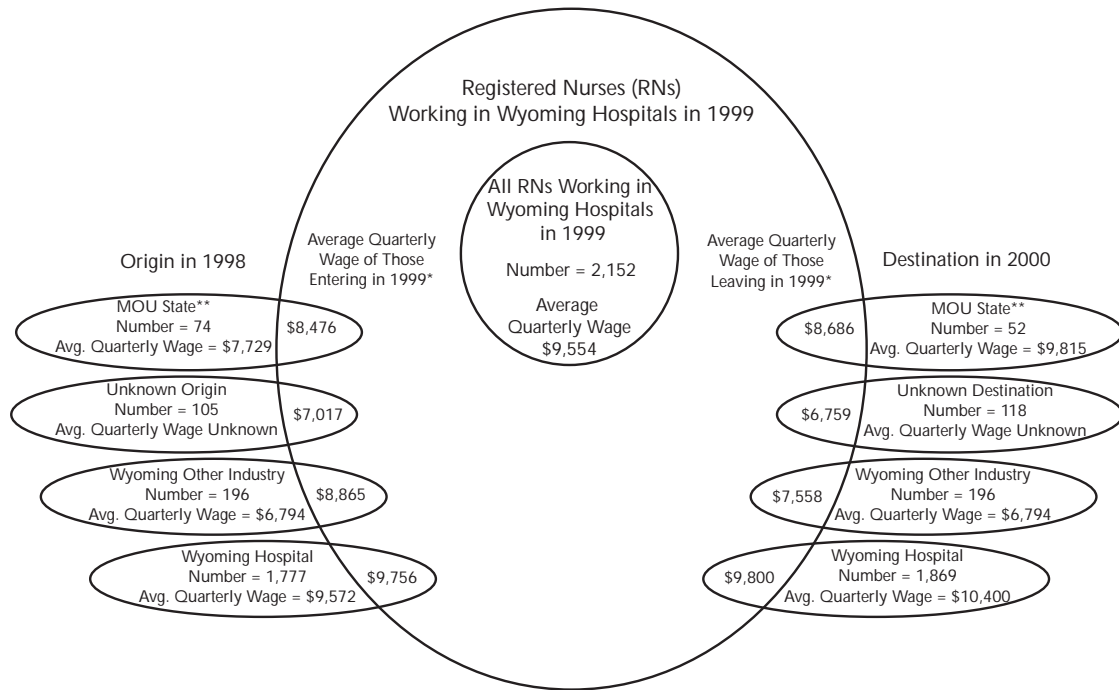 Registered Nurses (RNs)
Working in Wyoming Hospitals in 1999
All RNs Working in
Wyoming Hospitals
in 1999
Number = 2,152
Average
Quarterly Wage
$9,554
Origin in 1998
Average Quarterly
Wage of Those
Entering in 1999*
MOU State**
Number = 74
Avg. Quarterly Wage = $7,729
$8,476
Unknown Origin
Number = 105
Avg. Quarterly Wage Unknown
$7,017
Wyoming Other Industry
Number = 196
Avg. Quarterly Wage = $6,794
$8,865
Wyoming Hospital
Number = 1,777
Avg. Quarterly Wage = $9,572
$9,756
Average Quarterly
Wage of Those
Leaving in 1999*
Destination in 2000
$8,686
MOU State**
Number = 52
Avg. Quarterly Wage = $9,815
$6,759
Unknown Destination
Number = 118
Avg. Quarterly Wage Unknown
$7,558
Wyoming Other Industry
Number = 196
Avg. Quarterly Wage = $6,794
$9,800
Wyoming Hospital
Number = 1,869
Avg. Quarterly Wage = $10,400